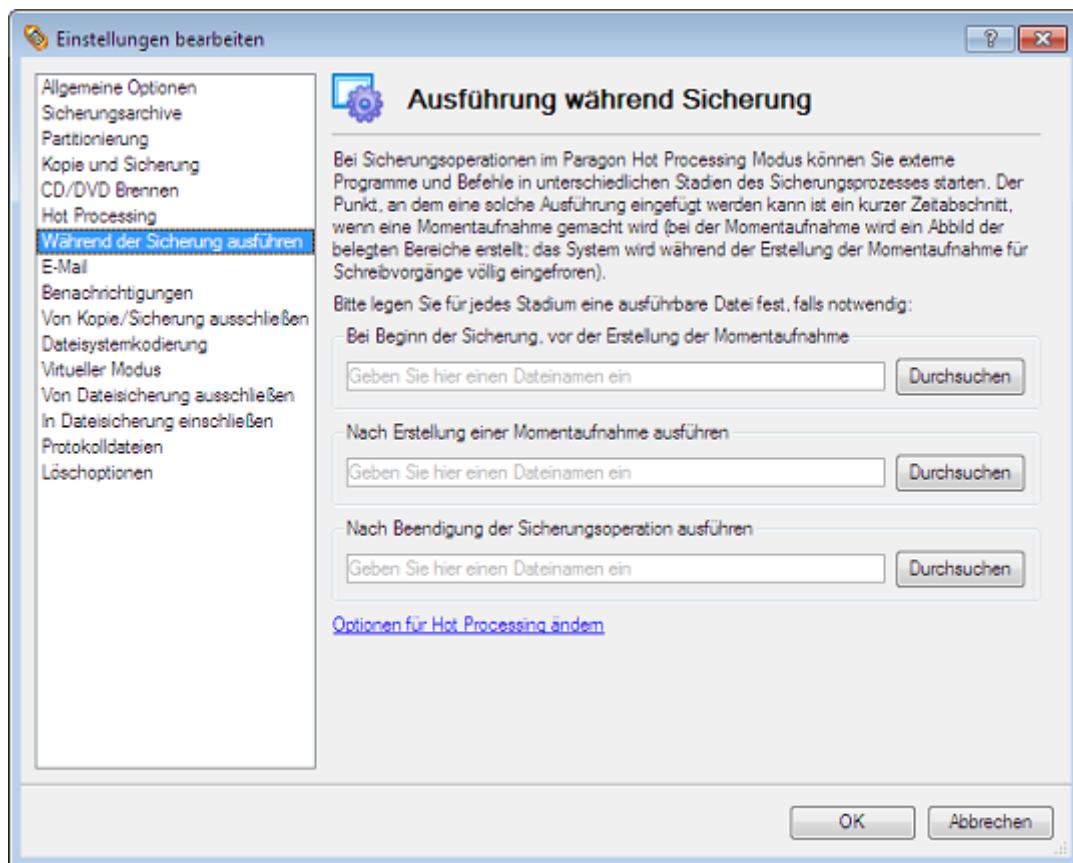 Einstellungen bearbeiten
Allgemeine Optionen
Sicherungsarchive
Partitionierung
Kopie und Sicherung
CD/DVD Brennen
Hot Processing
Während der Sicherung ausführen
E-Mail
Benachrichtigungen
Von Kopie/Sicherung ausschließen
Dateisystemkodierung
Virtueller Modus
Von Dateisicherung ausschließen
In Dateisicherung einschließen
Protokolldateien
Löschoptionen
Ausführung während Sicherung
Bei Sicherungsoperationen im Paragon Hot Processing Modus können Sie externe
Programme und Befehle in unterschiedlichen Stadien des Sicherungsprozesses starten. Der
Punkt, an dem eine solche Ausführung eingefügt werden kann ist ein kurzer Zeitabschnitt,
wenn eine Momentaufnahme gemacht wird (bei der Momentaufnahme wird ein Abbild der
belegten Bereiche erstellt; das System wird während der Erstellung der Momentaufnahme für
Schreibvorgänge völlig eingefroren).
Bitte legen Sie für jedes Stadium eine ausführbare Datei fest, falls notwendig:
Bei Beginn der Sicherung, vor der Erstellung der Momentaufnahme
Geben Sie hier einen Dateinamen ein
Durchsuchen
Nach Erstellung einer Momentaufnahme ausführen
Geben Sie hier einen Dateinamen ein
Durchsuchen
Nach Beendigung der Sicherungsoperation ausführen
Geben Sie hier einen Dateinamen ein
Durchsuchen
Optionen für Hot Processing ändern
OK
Abbrechen